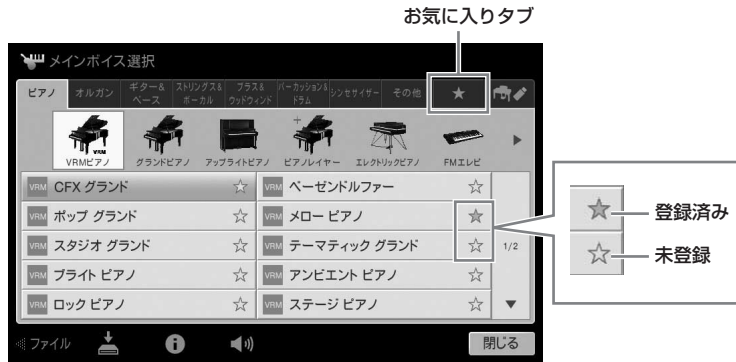 お気に入りタブ
メインボイス選択
ピアノ オルガン ギター&ベース ストリングス&ボーカル ブラス&ウッドウィンド パーカッション&ドラム シンセサイザー その他 ★
VRMピアノ グランドピアノ アップライトピアノ ピアノレイヤー エレクトリックピアノ FMエレピ
VRM CFX グランド ☆ VRM ベーゼンドルファー ☆
VRM ポップ グランド ☆ VRM メロー ピアノ ★
VRM スタジオ グランド ☆ VRM テーマティック グランド ☆ 1/2
VRM ブライト ピアノ ☆ VRM アンビエント ピアノ ☆
VRM ロック ピアノ ☆ VRM ステージ ピアノ ☆
ファイル 閉じる
★ 登録済み
☆ 未登録